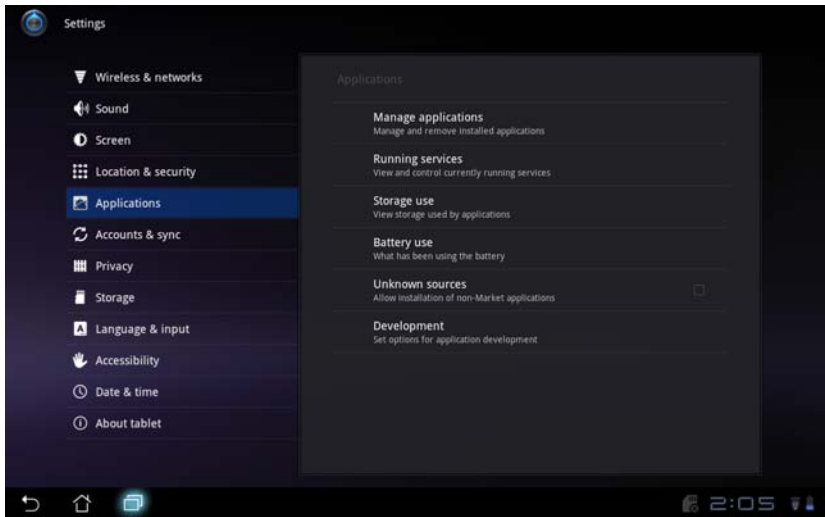 Settings
Wireless & networks
Sound
Screen
Location & security
Applications
Accounts & sync
Privacy
Storage
Language & input
Accessibility
Date & time
About tablet
Applications
Manage applications
Manage and remove installed applications
Running services
View and control currently running services
Storage use
View storage used by applications
Battery use
What has been using the battery
Unknown sources
Allow installation of non-Market applications
Development
Set options for application development
2:05